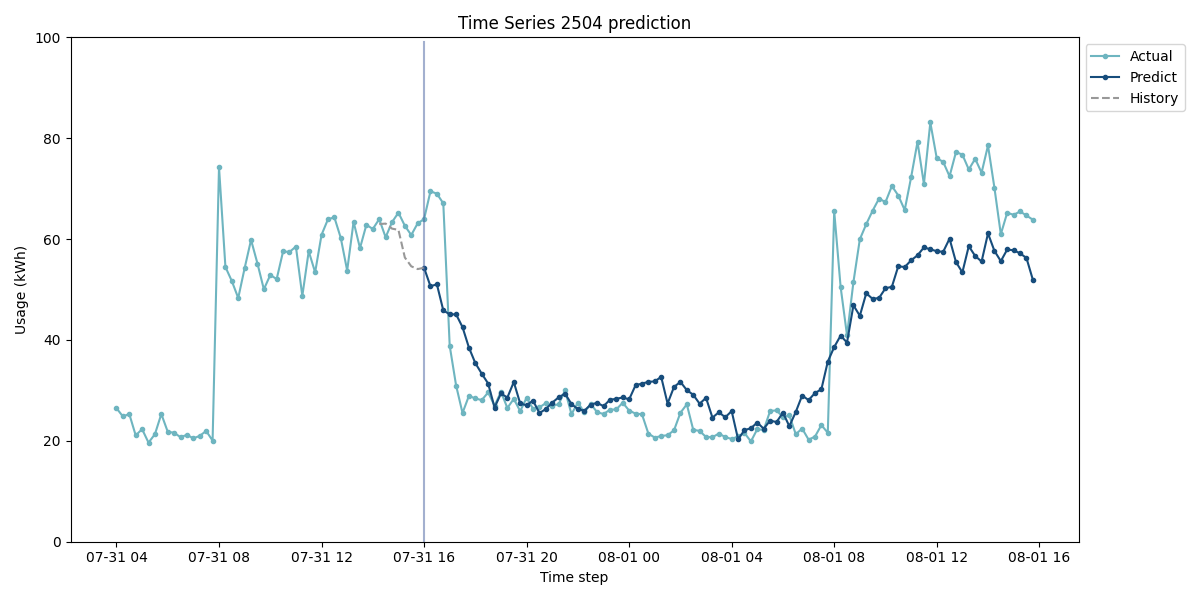 Time Series 2504 prediction
Actual
Predict
History
Usage (kWh)
100
80
60
40
20
0
07-31 04
07-31 08
07-31 12
07-31 16
07-31 20
08-01 00
08-01 04
08-01 08
08-01 12
08-01 16
Time step